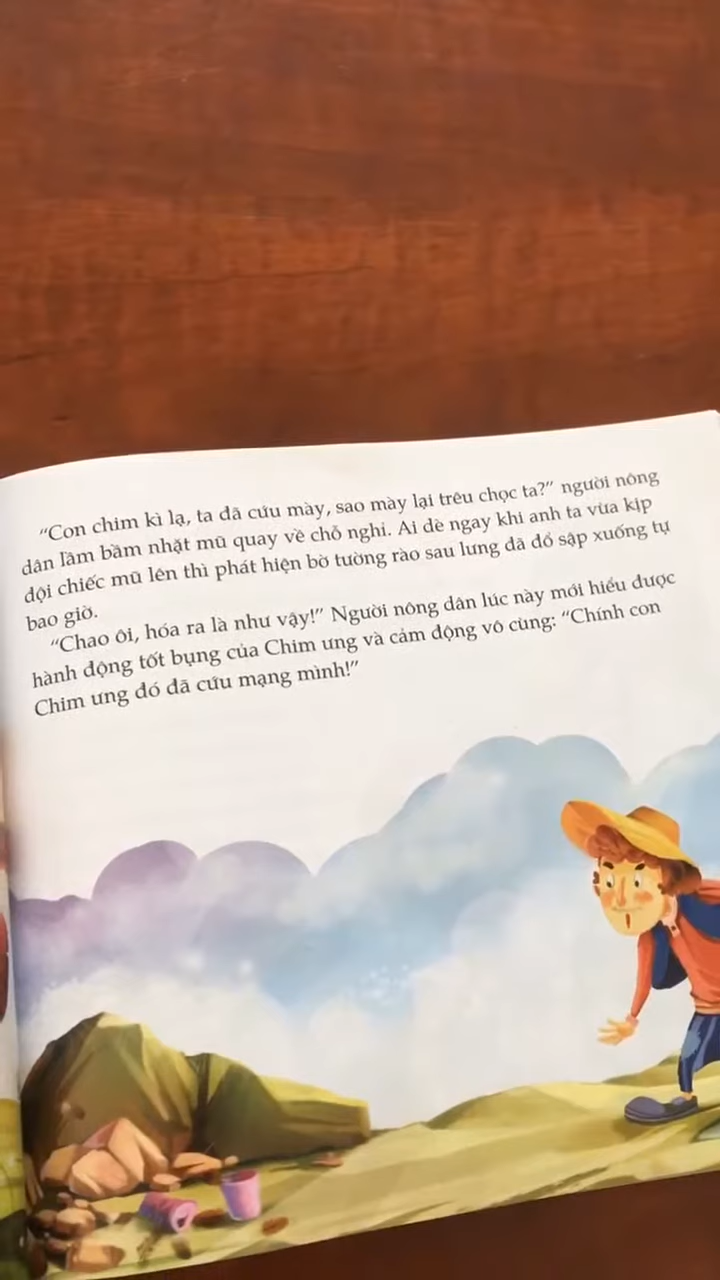 “Con chim kì lạ, ta đã cứu mày, sao mày lại trêu chọc ta?” người nông
dân lầm bầm nhặt mũ quay về chỗ nghỉ. Ai dè ngay khi anh ta vừa kịp
đội chiếc mũ lên thì phát hiện bờ tường rào sau lưng đã đổ sập xuống tự
bao giờ.
“Chao ôi, hóa ra là như vậy!” Người nông dân lúc này mới hiểu được
hành động tốt bụng của Chim ưng và cảm động vô cùng: “Chính con
Chim ưng đó đã cứu mạng mình!”